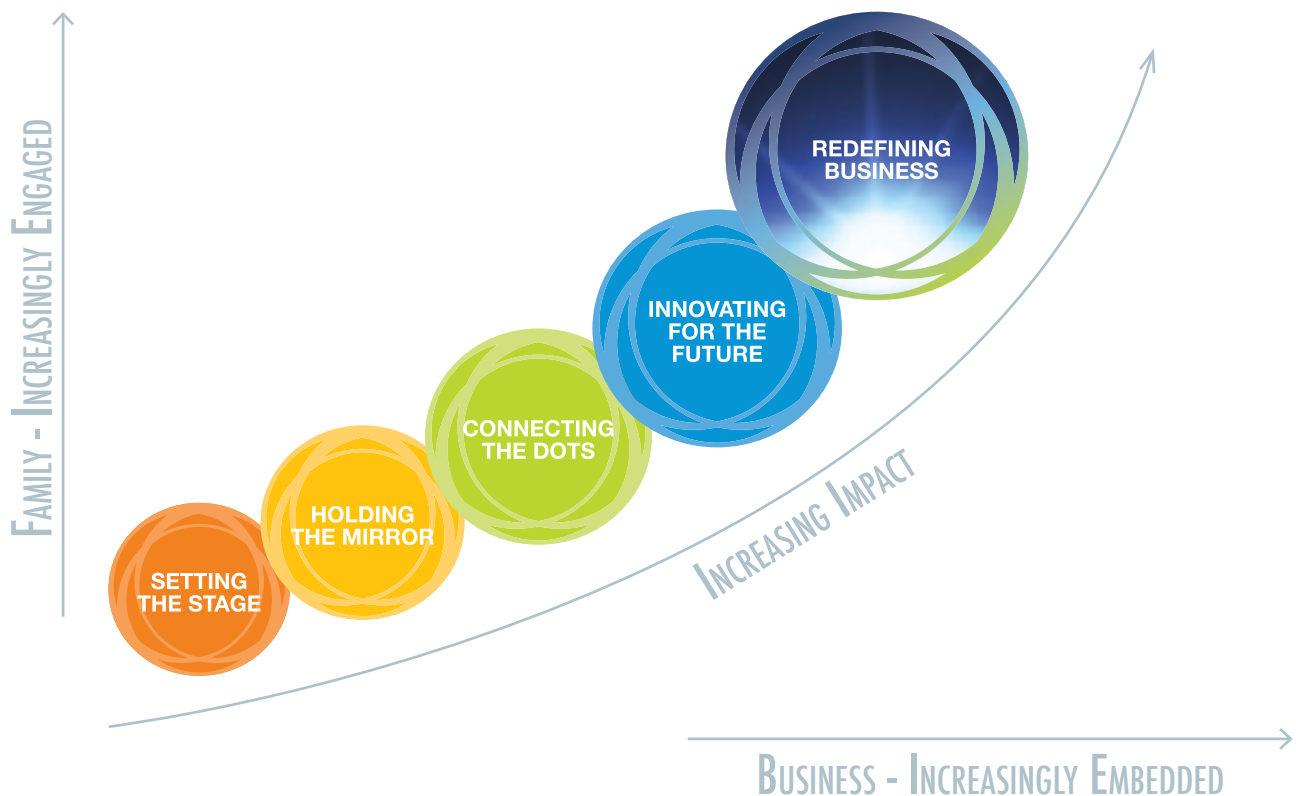 FAMILY - INCREASINGLY ENGAGED
REDEFINING
BUSINESS
INNOVATING
FOR THE
FUTURE
CONNECTING
THE DOTS
HOLDING
THE MIRROR
SETTING
THE STAGE
INCREASING IMPACT
BUSINESS - INCREASINGLY EMBEDDED